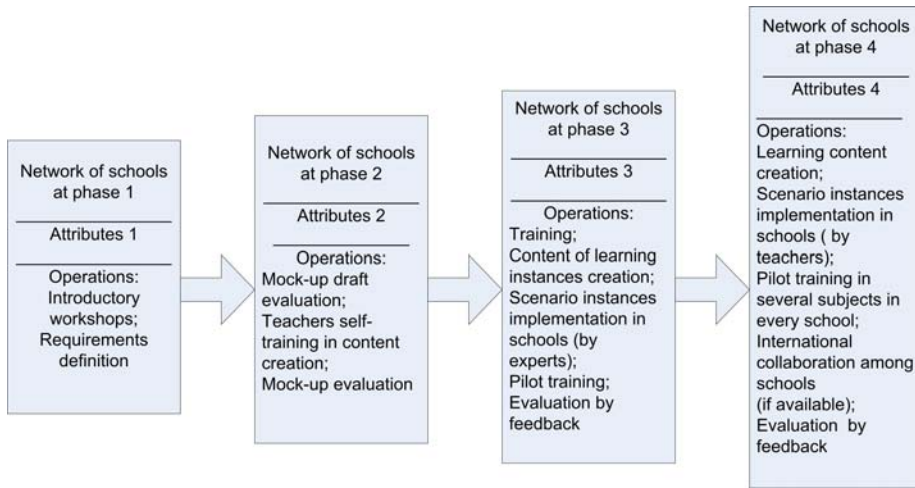 Network of schools
at phase 1
Attributes 1
Operations:
Introductory
workshops;
Requirements
definition
Network of schools
at phase 2
Attributes 2
Operations:
Mock-up draft
evaluation;
Teachers self-
training in content
creation;
Mock-up evaluation
Network of schools
at phase 3
Attributes 3
Operations:
Training;
Content of learning
instances creation;
Scenario instances
implementation in
schools (by
experts);
Pilot training;
Evaluation by
feedback
Network of schools
at phase 4
Attributes 4
Operations:
Learning content
creation;
Scenario instances
implementation in
schools ( by
teachers);
Pilot training in
several subjects in
every school;
International
collaboration among
schools
(if available);
Evaluation by
feedback